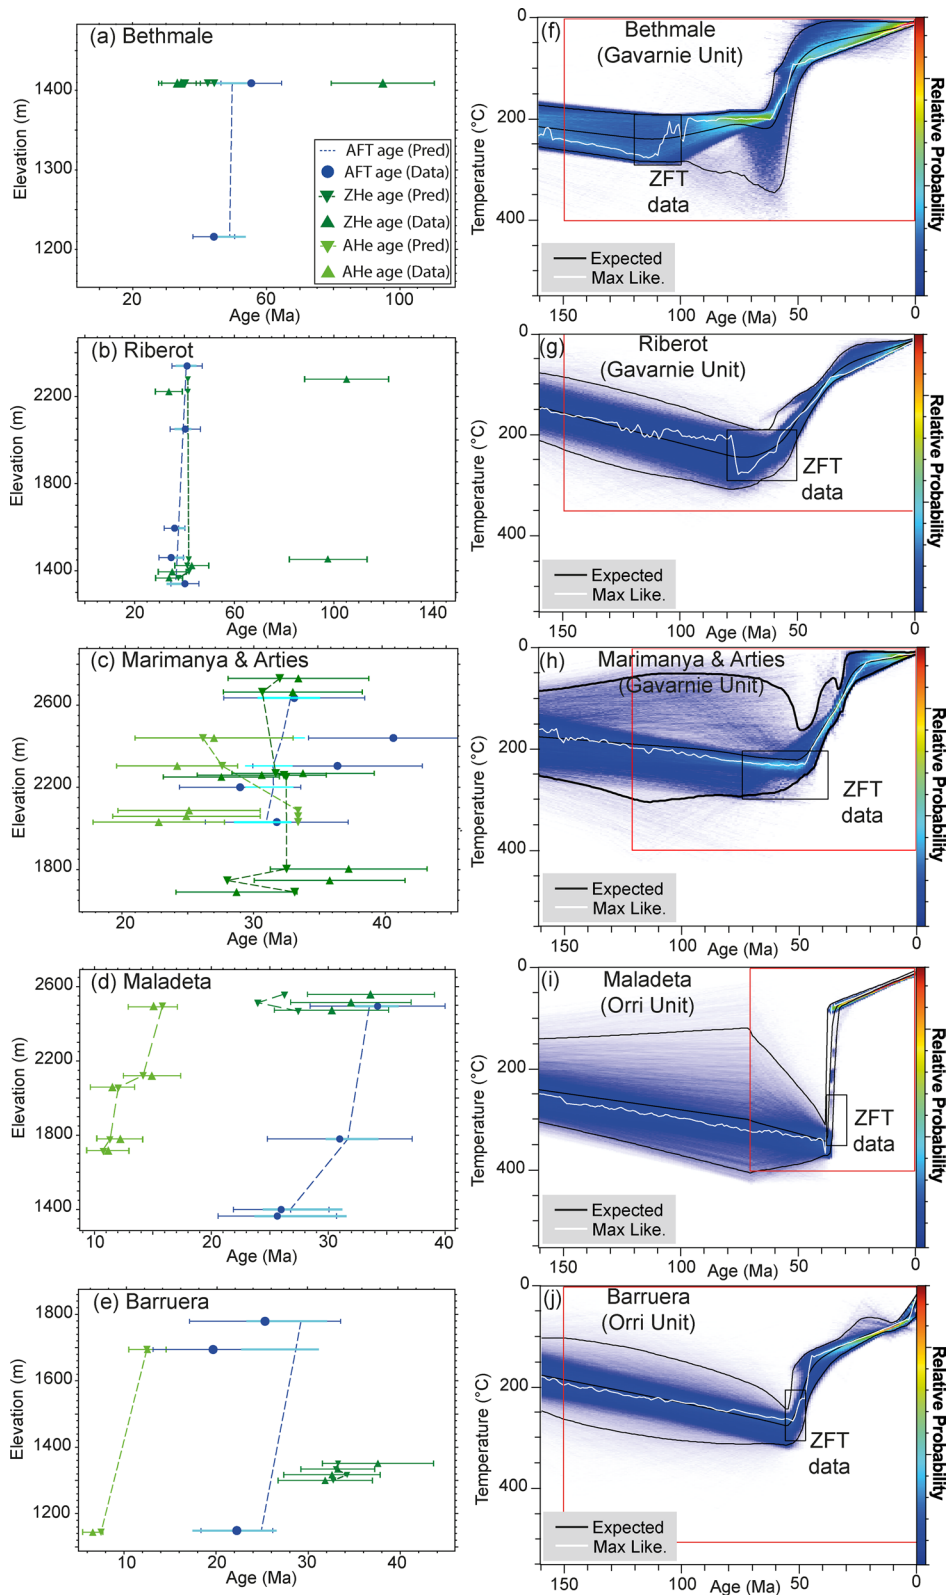 (a) Bethmale
Elevation (m)
1400
1300
1200
AFT age (Pred)
AFT age (Data)
ZHe age (Pred)
ZHe age (Data)
AHe age (Pred)
AHe age (Data)
20 60 100
Age (Ma)
(b) Riberot
Elevation (m)
2200
1800
1400
20 60 100 140
Age (Ma)
(c) Marimanya & Arties
Elevation (m)
2600
2200
1800
20 30 40
Age (Ma)
(d) Maladeta
Elevation (m)
2600
2200
1800
1400
10 20 30 40
Age (Ma)
(e) Barruera
Elevation (m)
1800
1600
1400
1200
10 20 30 40
Age (Ma)
(f) Bethmale
(Gavarnie Unit)
Temperature (°C)
0
200
400
ZFT
data
Expected
Max Like.
150 100 Age (Ma) 50 0
Relative Probability
(g) Riberot
(Gavarnie Unit)
Temperature (°C)
0
200
400
ZFT
data
Expected
Max Like.
150 100 Age (Ma) 50 0
Relative Probability
(h) Marimanya & Arties
(Gavarnie Unit)
Temperature (°C)
0
200
400
ZFT
data
Expected
Max Like.
150 100 Age (Ma) 50 0
Relative Probability
(i) Maladeta
(Orri Unit)
Temperature (°C)
0
200
400
ZFT
data
Expected
Max Like.
150 100 Age (Ma) 50 0
Relative Probability
(j) Barruera
(Orri Unit)
Temperature (°C)
0
200
400
ZFT
data
Expected
Max Like.
150 100 Age (Ma) 50 0
Relative Probability